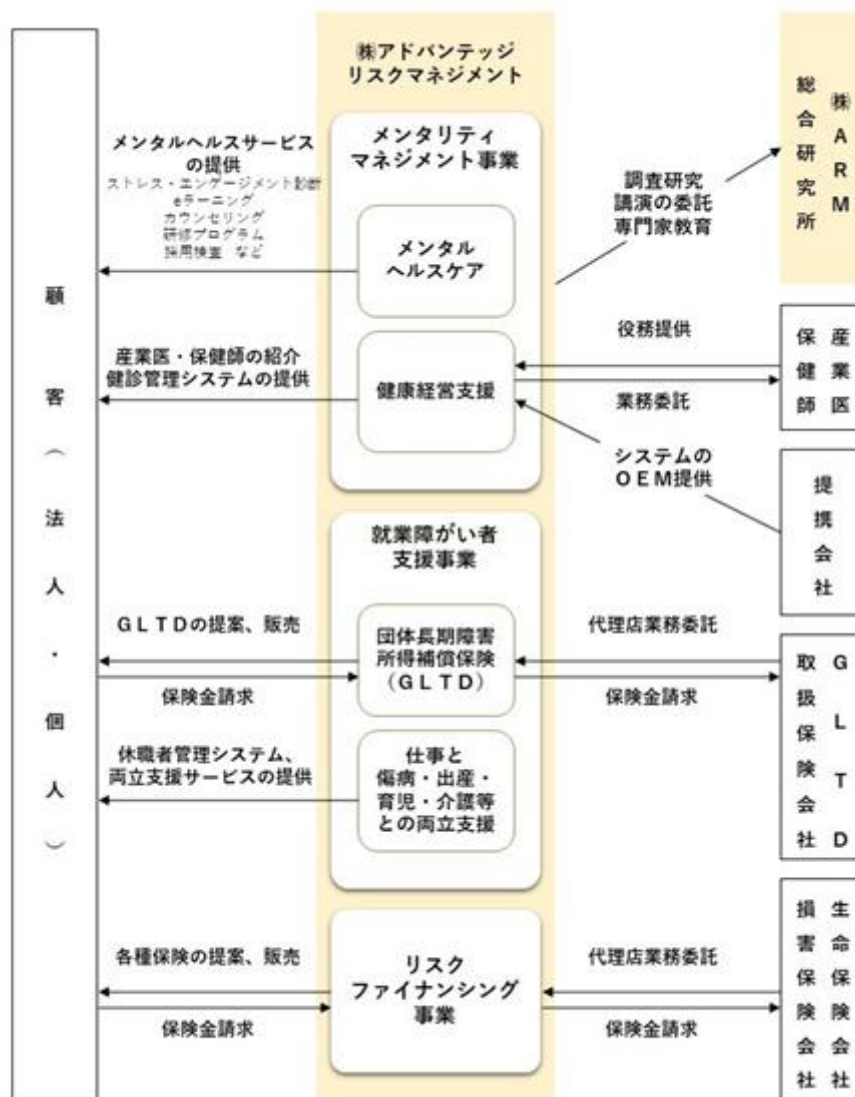 ㈱アドバンテッジ
リスクマネジメント
メンタリティ
マネジメント事業
メンタル
ヘルスケア
健康経営支援
就業障がい者
支援事業
団体長期障害
所得補償保険
(GLTD)
仕事と
傷病・出産・
育児・介護等
との両立支援
リスク
ファイナンシング
事業
顧客(法人・個人)
メンタルヘルスサービス
の提供
ストレス・エンゲージメント診断
eラーニング
カウンセリング
研修プログラム
採用検査 など
産業医・保健師の紹介
健診管理システムの提供
GLTDの提案、販売
保険金請求
休職者管理システム、
両立支援サービスの提供
各種保険の提案、販売
保険金請求
調査研究
講演の委託
専門家教育
役務提供
業務委託
システムの
OEM提供
代理店業務委託
保険金請求
代理店業務委託
保険金請求
㈱ARM
総合研究所
産業医
保健師
提携会社
GLTD
取扱保険会社
生命保険会社
損害保険会社